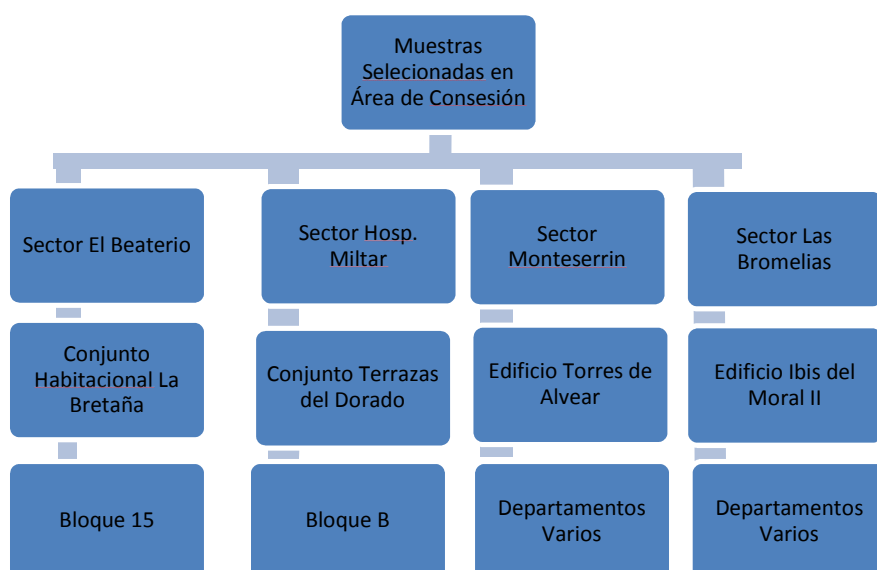 Muestras
Selecionadas en
Área de Consesión
Sector El Beaterio
Sector Hosp.
Miltar
Sector
Monteserrin
Sector Las
Bromelias
Conjunto
Habitacional La
Bretaña
Conjunto Terrazas
del Dorado
Edificio Torres de
Alvear
Edificio Ibis del
Moral II
Bloque 15
Bloque B
Departamentos
Varios
Departamentos
Varios